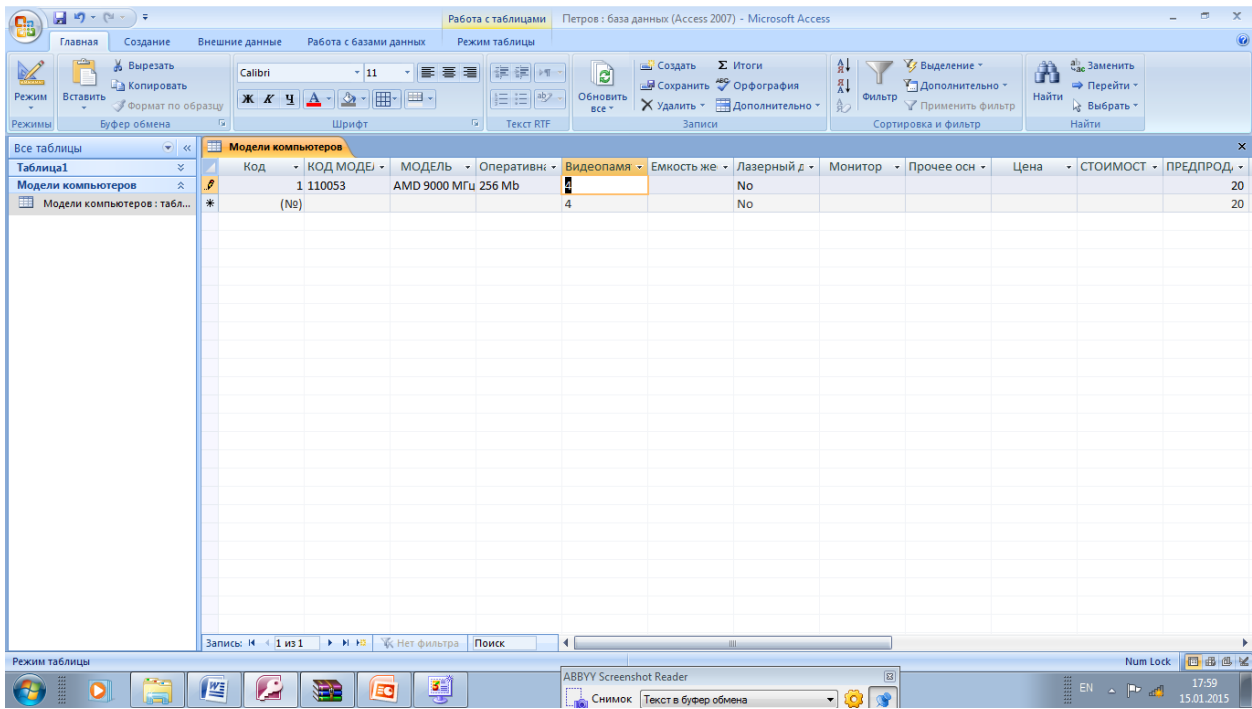 Работа с таблицами Петров : база данных (Access 2007) - Microsoft Access
Главная Создание Внешние данные Работа с базами данных Режим таблицы
Режим
Режимы
Вставить
Вырезать
Копировать
Формат по образцу
Буфер обмена
Calibri 11
Ж К Ч
Шрифт
Текст RTF
Обновить все
Создать
Сохранить
Удалить
Итоги
Орфография
Дополнительно
Записи
Фильтр
Выделение
Дополнительно
Применить фильтр
Сортировка и фильтр
Найти
Заменить
Перейти
Выбрать
Найти
Все таблицы
Таблица1
Модели компьютеров
Модели компьютеров : табл...
Модели компьютеров
Код КОД МОДЕЛ МОДЕЛЬ Оперативна Видеопамя Емкость же Лазерный д Монитор Прочее осн Цена СТОИМОСТ ПРЕДПРОД
1 110053 AMD 9000 МГц 256 Mb 4 No 20
(№) 4 No 20
Запись: 1 из 1 Нет фильтра Поиск
Режим таблицы Num Lock
ABBYY Screenshot Reader
Снимок Текст в буфер обмена
EN 17:59
15.01.2015